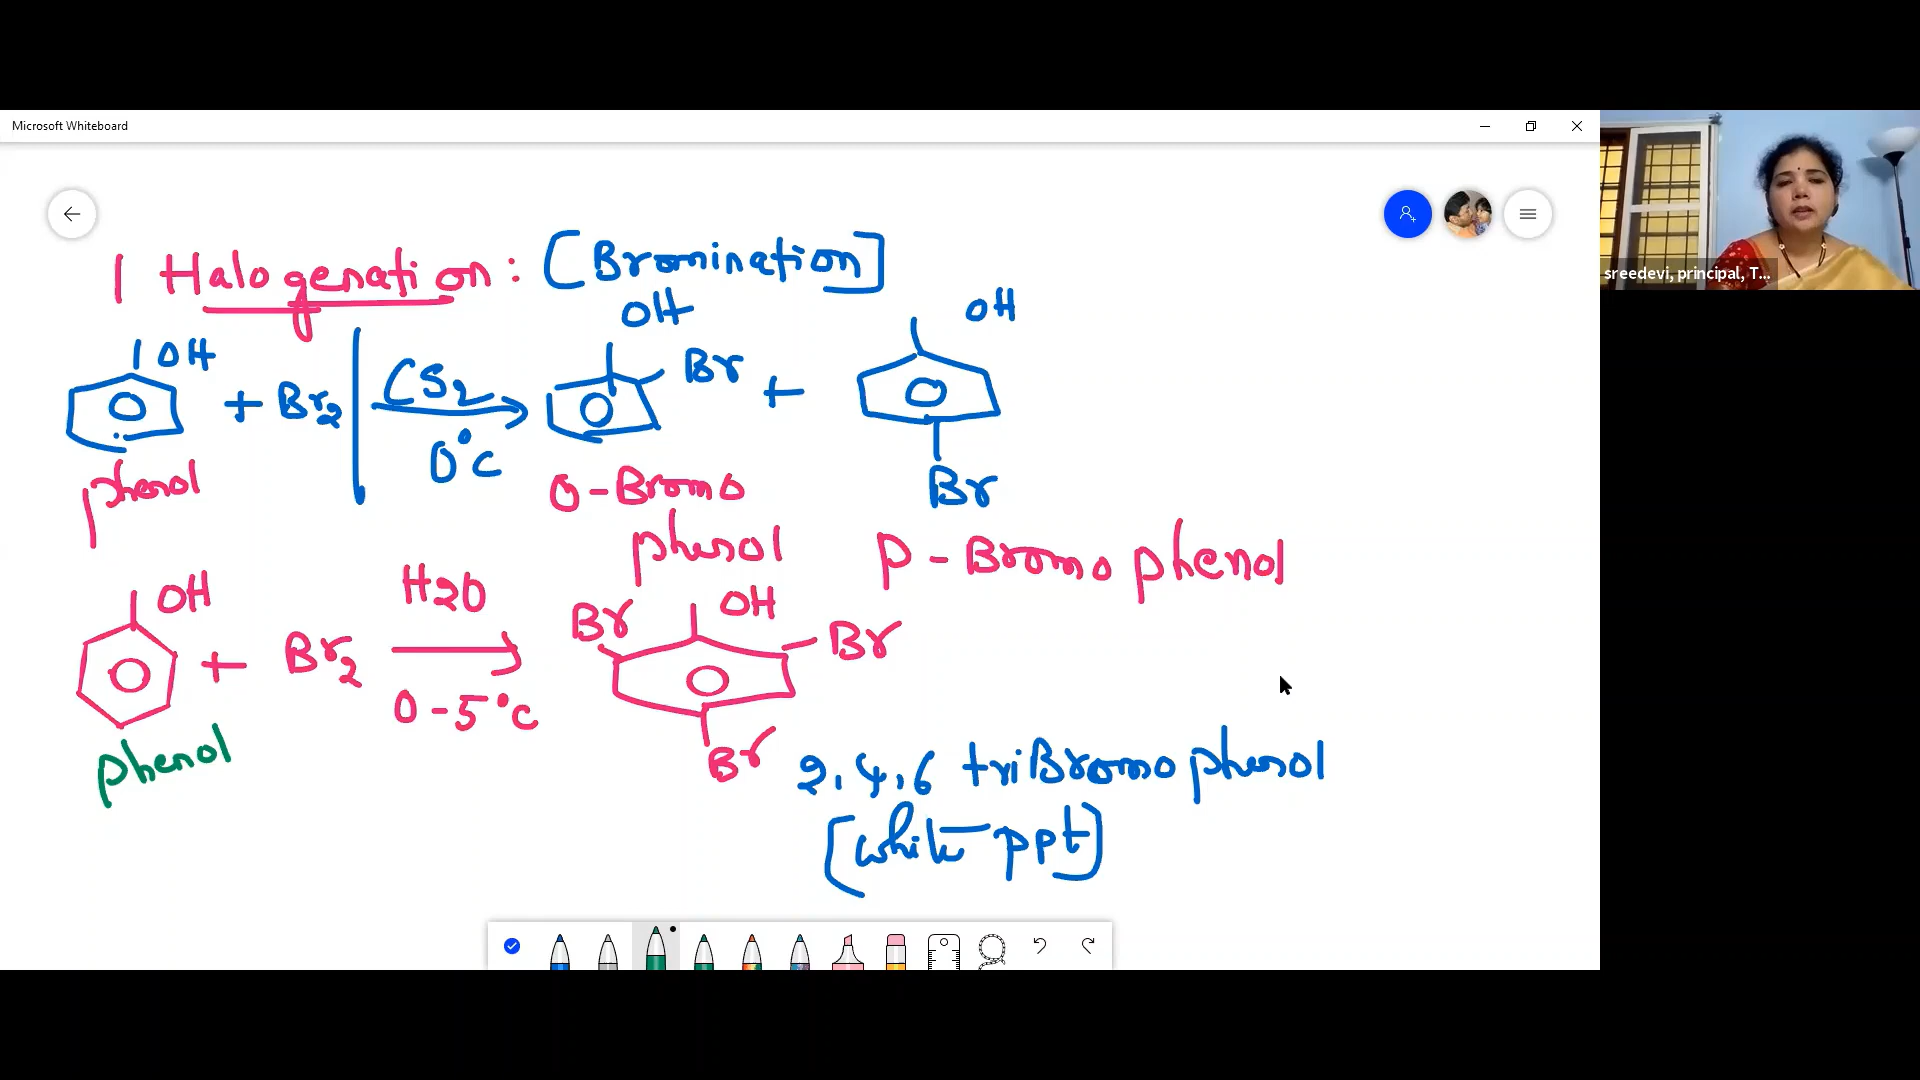 Microsoft Whiteboard
sreedevi, principal, T...
1 Halogenation: [Bromination]
OH OH OH
Br
+ Br2 CS2 +
0°C
phenol O-Bromo Br
phenol P-Bromo phenol
OH H2O Br OH Br
+ Br2
0-5°C
phenol Br 2,4,6 triBromo phenol
[white ppt]